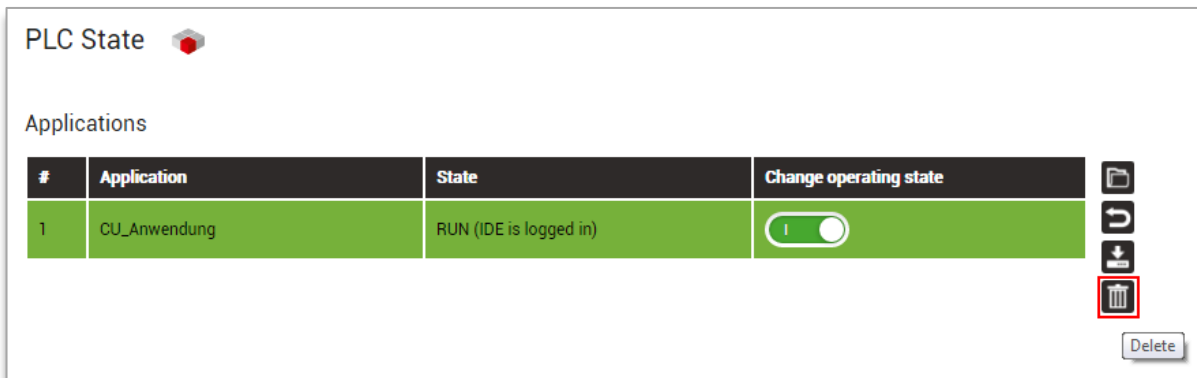 PLC State
Applications
# Application State Change operating state
1 CU_Anwendung RUN (IDE is logged in) I
Delete